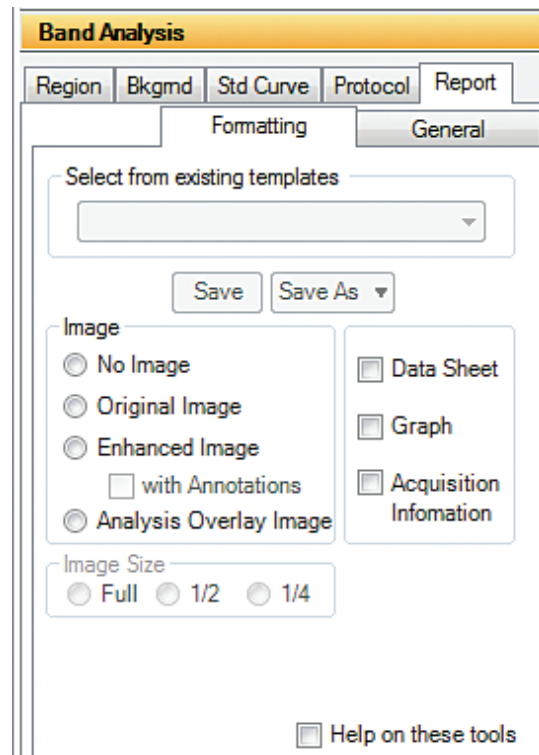 Band Analysis
Region Bkgrnd Std Curve Protocol Report
Formatting General
Select from existing templates
Save Save As
Image
No Image
Original Image
Enhanced Image
with Annotations
Analysis Overlay Image
Data Sheet
Graph
Acquisition
Infomation
Image Size
Full 1/2 1/4
Help on these tools